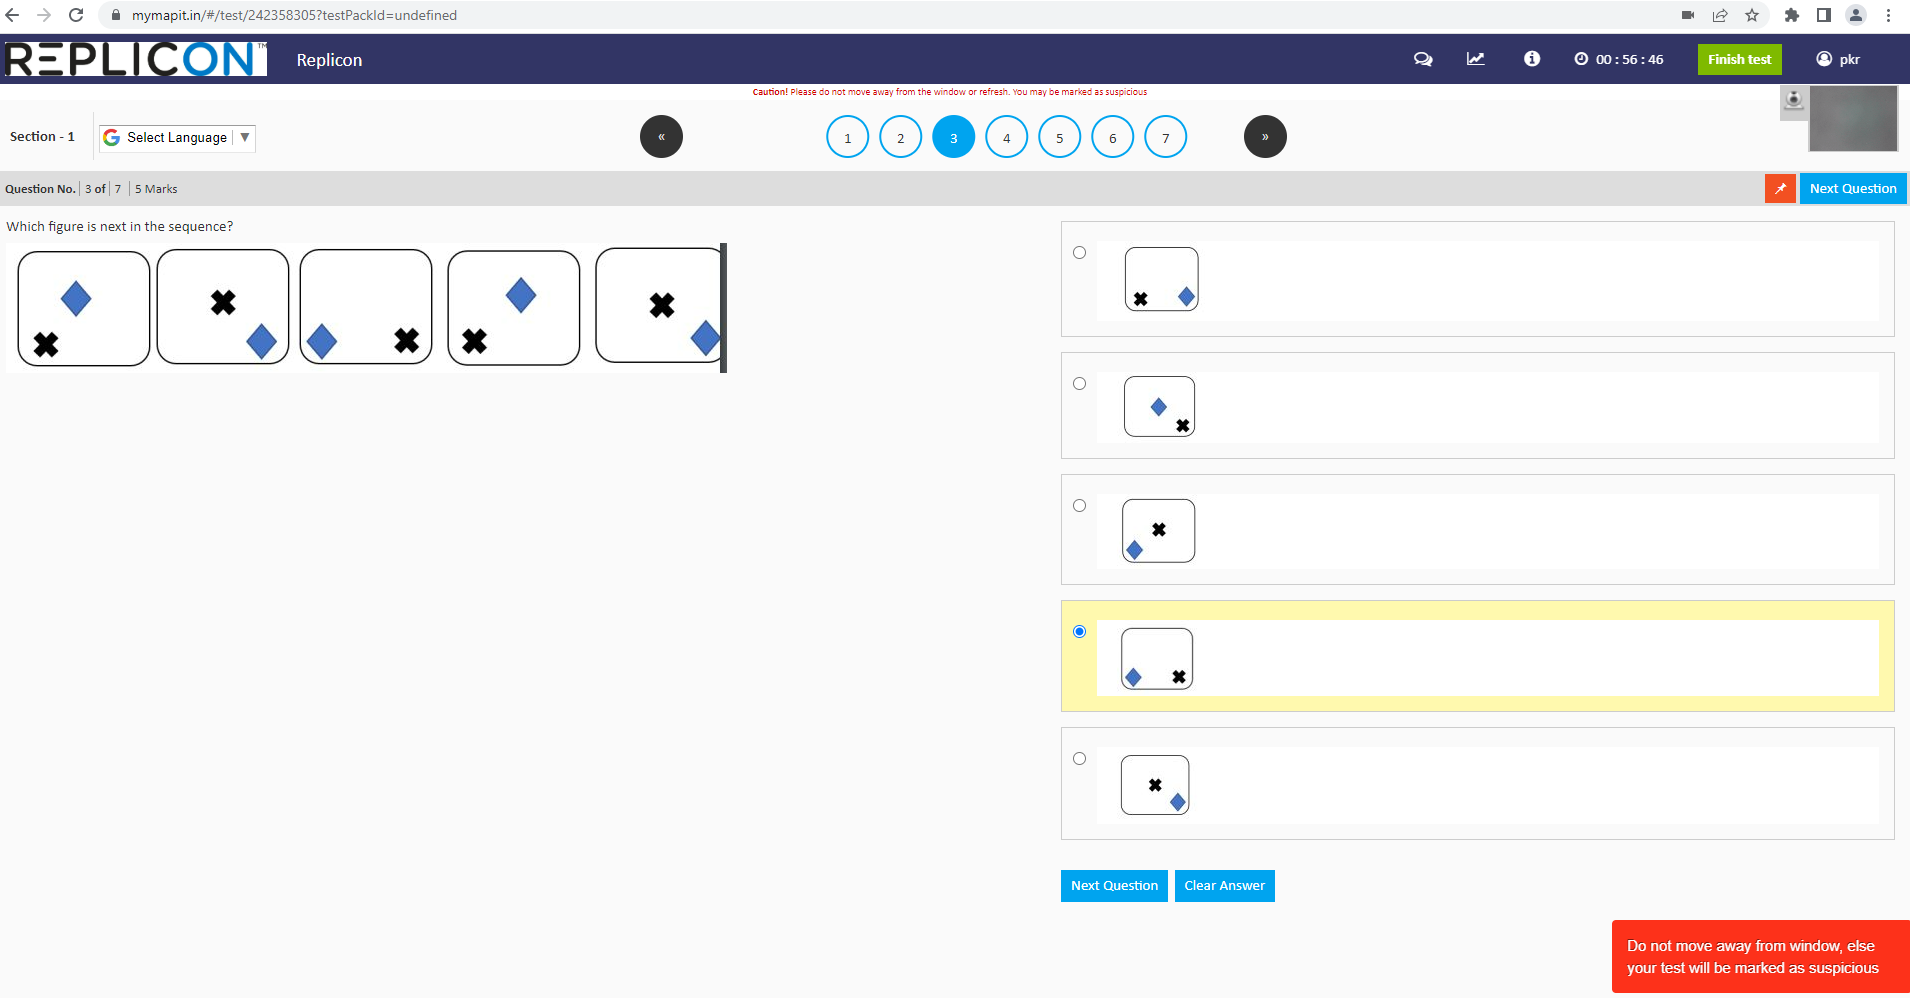 mymapit.in/#/test/242358305?testPackId=undefined
REPLICON™
Replicon
00 : 56 : 46
Finish test
pkr
Caution! Please do not move away from the window or refresh. You may be marked as suspicious
Section - 1
G Select Language ▼
«
1
2
3
4
5
6
7
»
Question No. 3 of 7 5 Marks
Next Question
Which figure is next in the sequence?
Next Question
Clear Answer
Do not move away from window, else
your test will be marked as suspicious